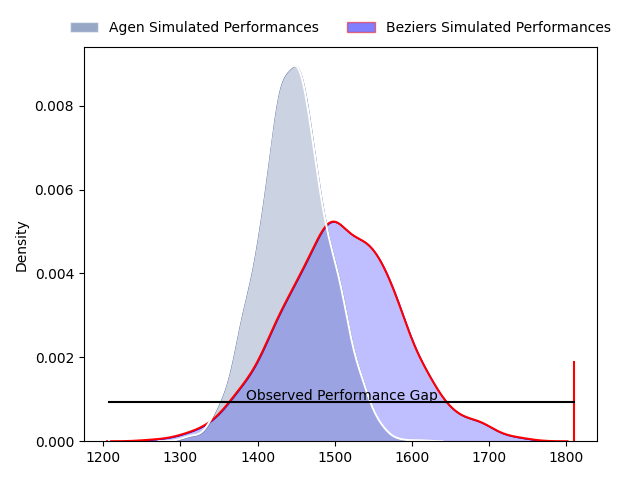 Agen Simulated Performances Beziers Simulated Performances
Density
0.008
0.006
0.004
0.002
0.000
Observed Performance Gap
1200 1300 1400 1500 1600 1700 1800